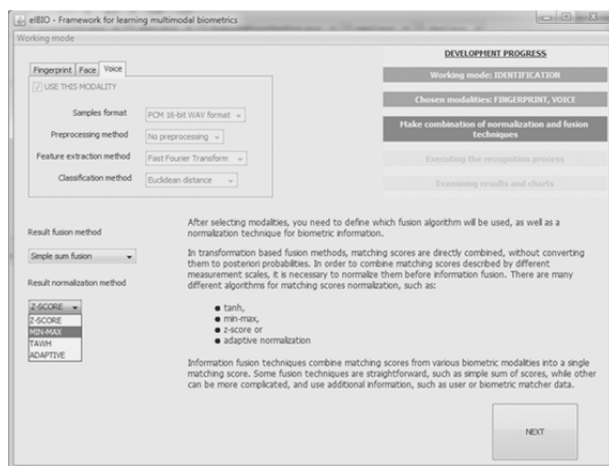 elBIO - Framework for learning multimodal biometrics
Working mode
Fingerprint Face Voice
USE THIS MODALITY
Samples format
PCM 16-bit WAV format
Preprocessing method
No preprocessing
Feature extraction method
Fast Fourier Transform
Classification method
Euclidean distance
DEVELOPMENT PROGRESS
Working mode: IDENTIFICATION
Chosen modalities: FINGERPRINT, VOICE
Make combination of normalization and fusion
techniques
Executing the recognition process
Examining results and charts
Result fusion method
Simple sum fusion
Result normalization method
Z-SCORE
Z-SCORE
MIN-MAX
TAWH
ADAPTIVE
After selecting modalities, you need to define which fusion algorithm will be used, as well as a
normalization technique for biometric information.
In transformation based fusion methods, matching scores are directly combined, without converting
them to posteriori probabilities. In order to combine matching scores described by different
measurement scales, it is necessary to normalize them before information fusion. There are many
different algorithms for matching scores normalization, such as:
● tanh,
● min-max,
● z-score or
● adaptive normalization
Information fusion techniques combine matching scores from various biometric modalities into a single
matching score. Some fusion techniques are straightforward, such as simple sum of scores, while other
can be more complicated, and use additional information, such as user or biometric matcher data.
NEXT